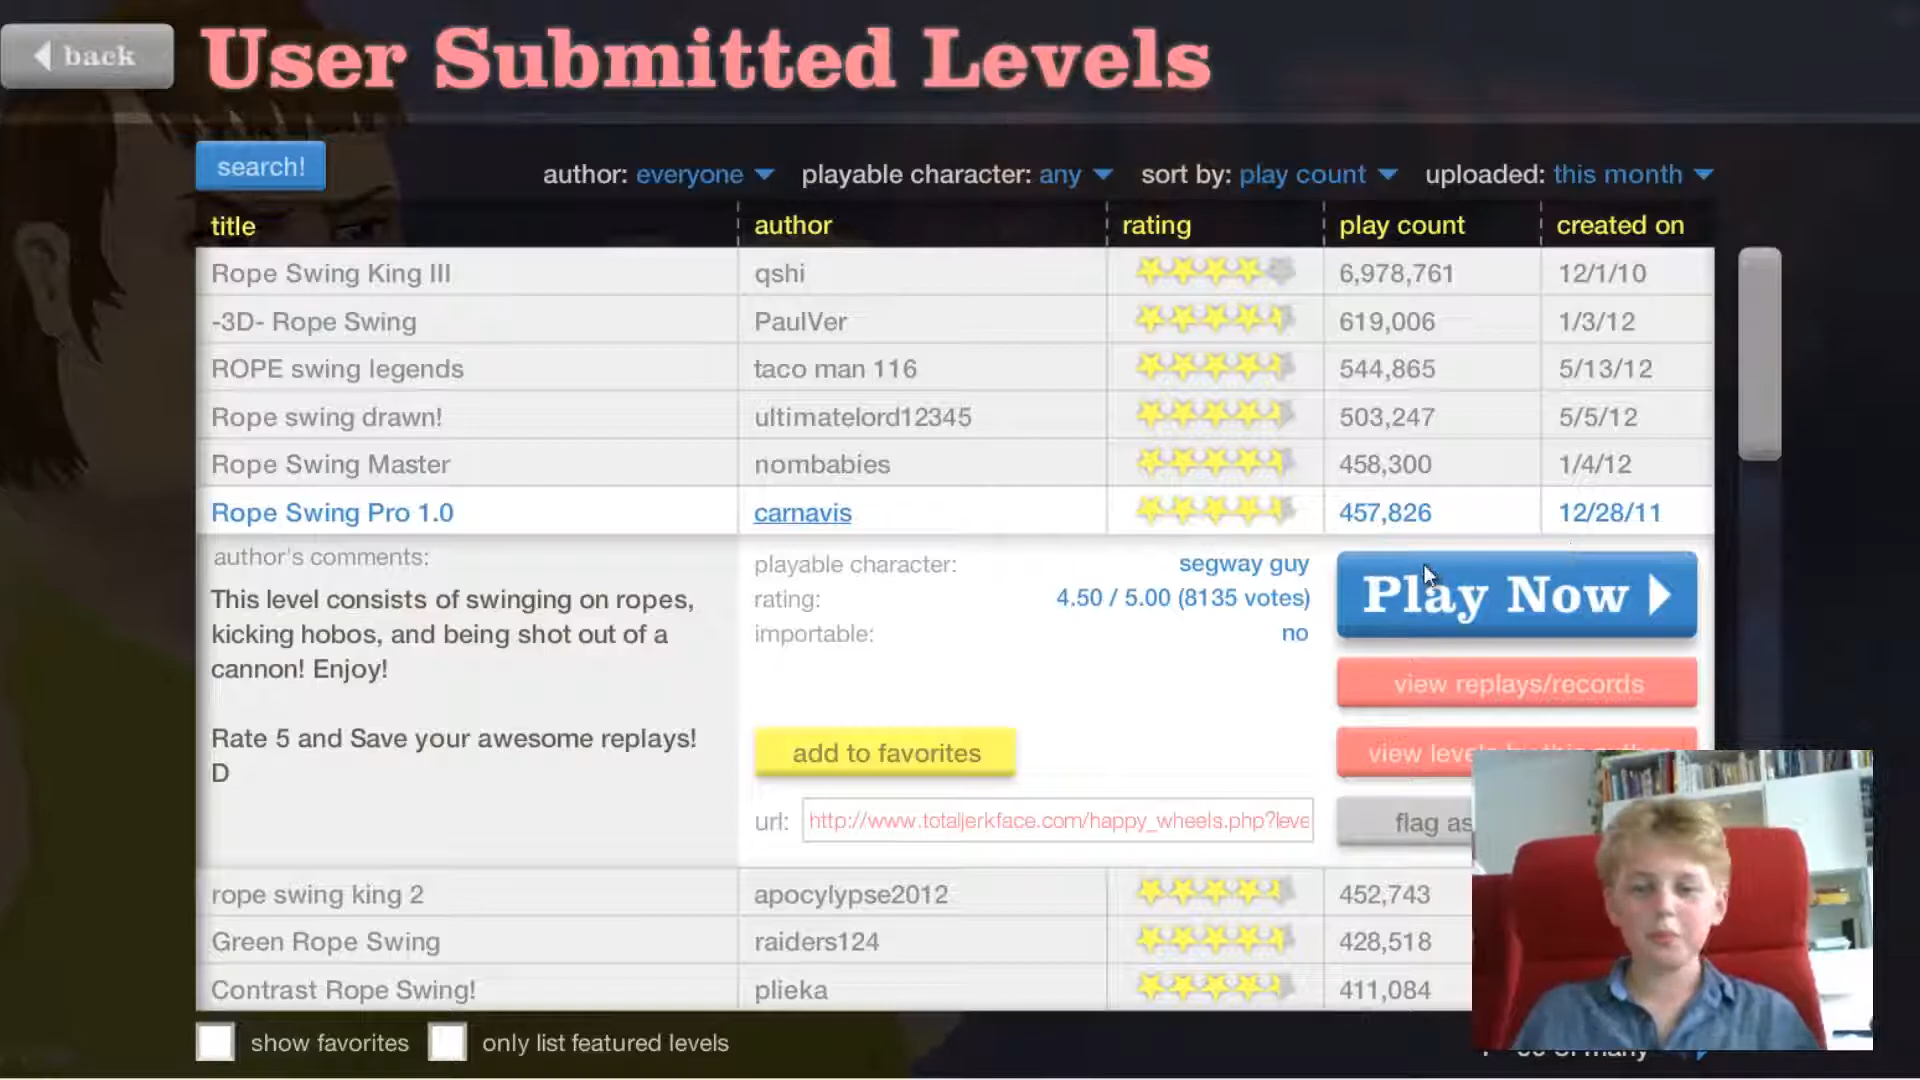 back
User Submitted Levels
search!
author: everyone
playable character: any
sort by: play count
uploaded: this month
title author rating play count created on
Rope Swing King III qshi 6,978,761 12/1/10
-3D- Rope Swing PaulVer 619,006 1/3/12
ROPE swing legends taco man 116 544,865 5/13/12
Rope swing drawn! ultimatelord12345 503,247 5/5/12
Rope Swing Master nombabies 458,300 1/4/12
Rope Swing Pro 1.0 carnavis 457,826 12/28/11
author's comments:
This level consists of swinging on ropes,
kicking hobos, and being shot out of a
cannon! Enjoy!
Rate 5 and Save your awesome replays!
D
playable character: segway guy
rating: 4.50 / 5.00 (8135 votes)
importable: no
add to favorites
url: http://www.totaljerkface.com/happy_wheels.php?leve
Play Now
view replays/records
view
flag as
rope swing king 2 apocylypse2012 452,743
Green Rope Swing raiders124 428,518
Contrast Rope Swing! plieka 411,084
show favorites
only list featured levels